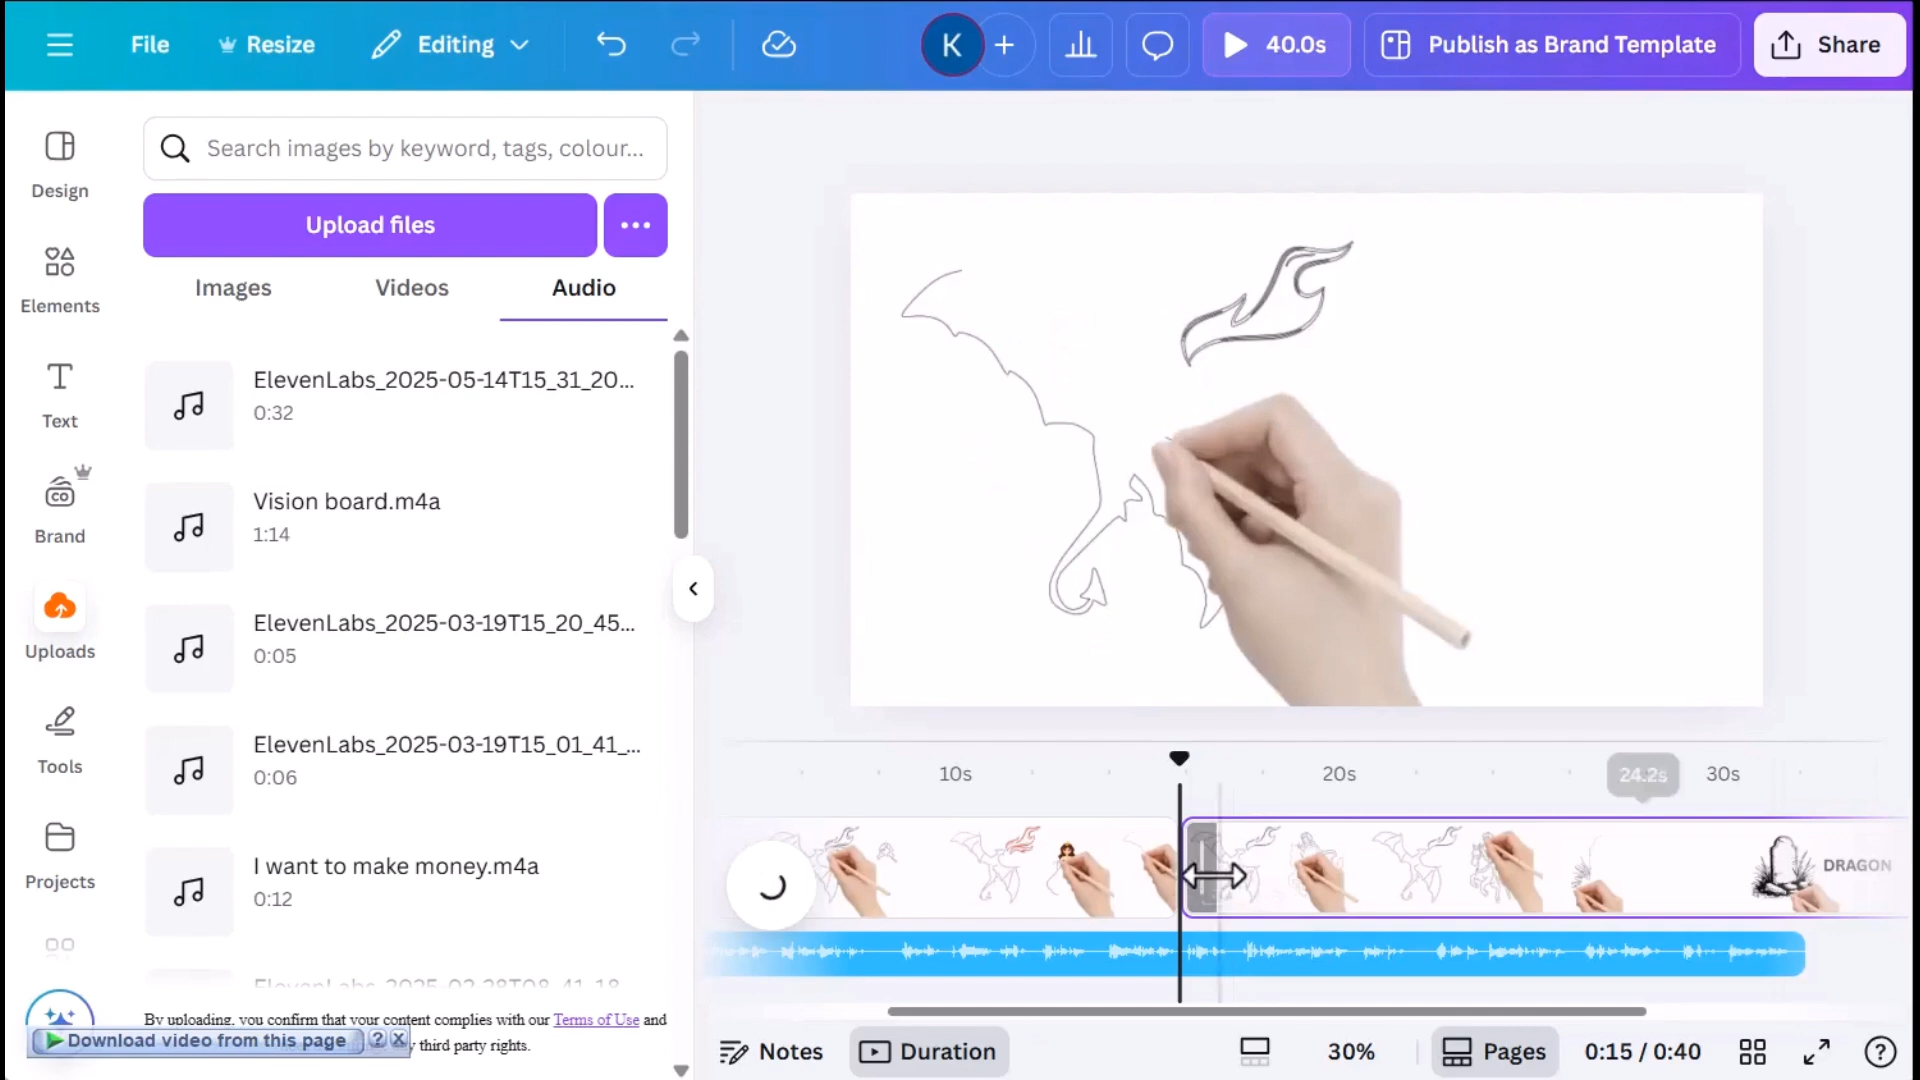 File
Resize
Editing
K
40.0s
Publish as Brand Template
Share
Search images by keyword, tags, colour...
Upload files
Images
Videos
Audio
Design
Elements
Text
Brand
Uploads
Tools
Projects
ElevenLabs_2025-05-14T15_31_20...
0:32
Vision board.m4a
1:14
ElevenLabs_2025-03-19T15_20_45...
0:05
ElevenLabs_2025-03-19T15_01_41_...
0:06
I want to make money.m4a
0:12
By uploading, you confirm that your content complies with our Terms of Use and
third party rights.
Download video from this page
10s
20s
24.2s
30s
DRAGON
Notes
Duration
30%
Pages
0:15 / 0:40